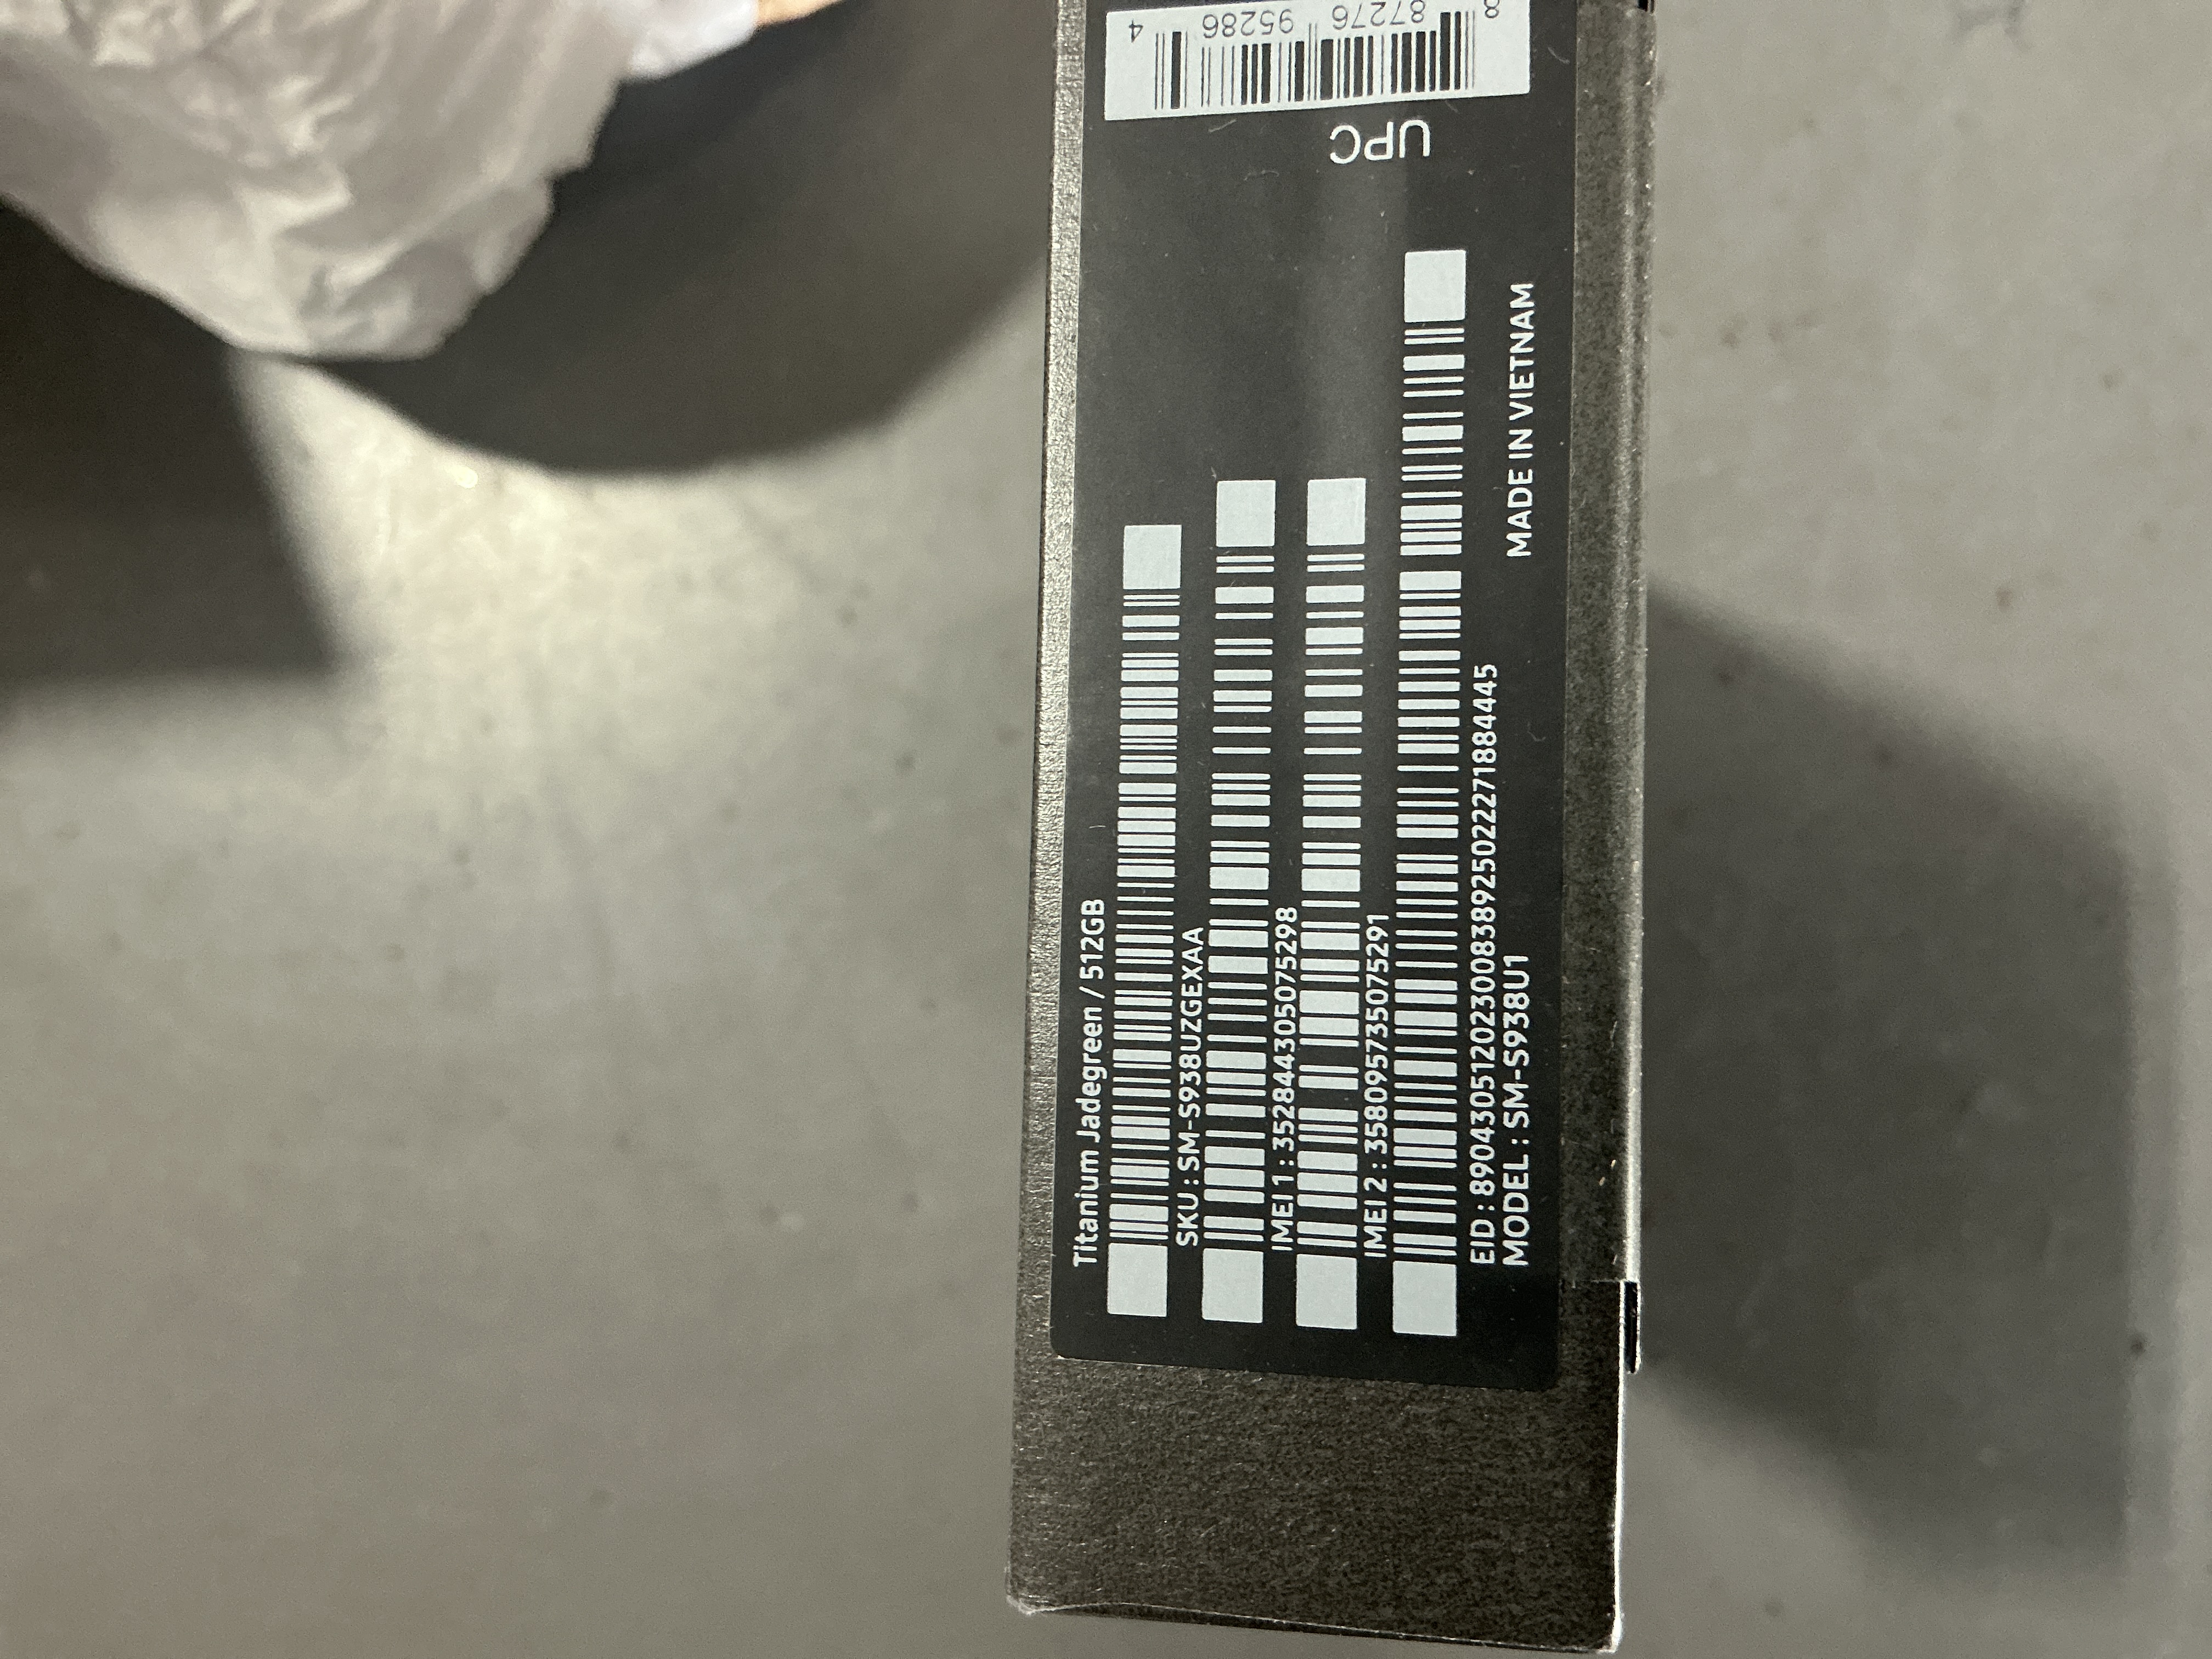 Titanium Jadegreen / 512GB
SKU : SM-S938UZGEXAA
IMEI 1 : 352844305075298
IMEI 2 : 358095735075291
EID : 89043051202300838925022271884445
MODEL : SM-S938U1
MADE IN VIETNAM
UPC
8 87276 95286 4